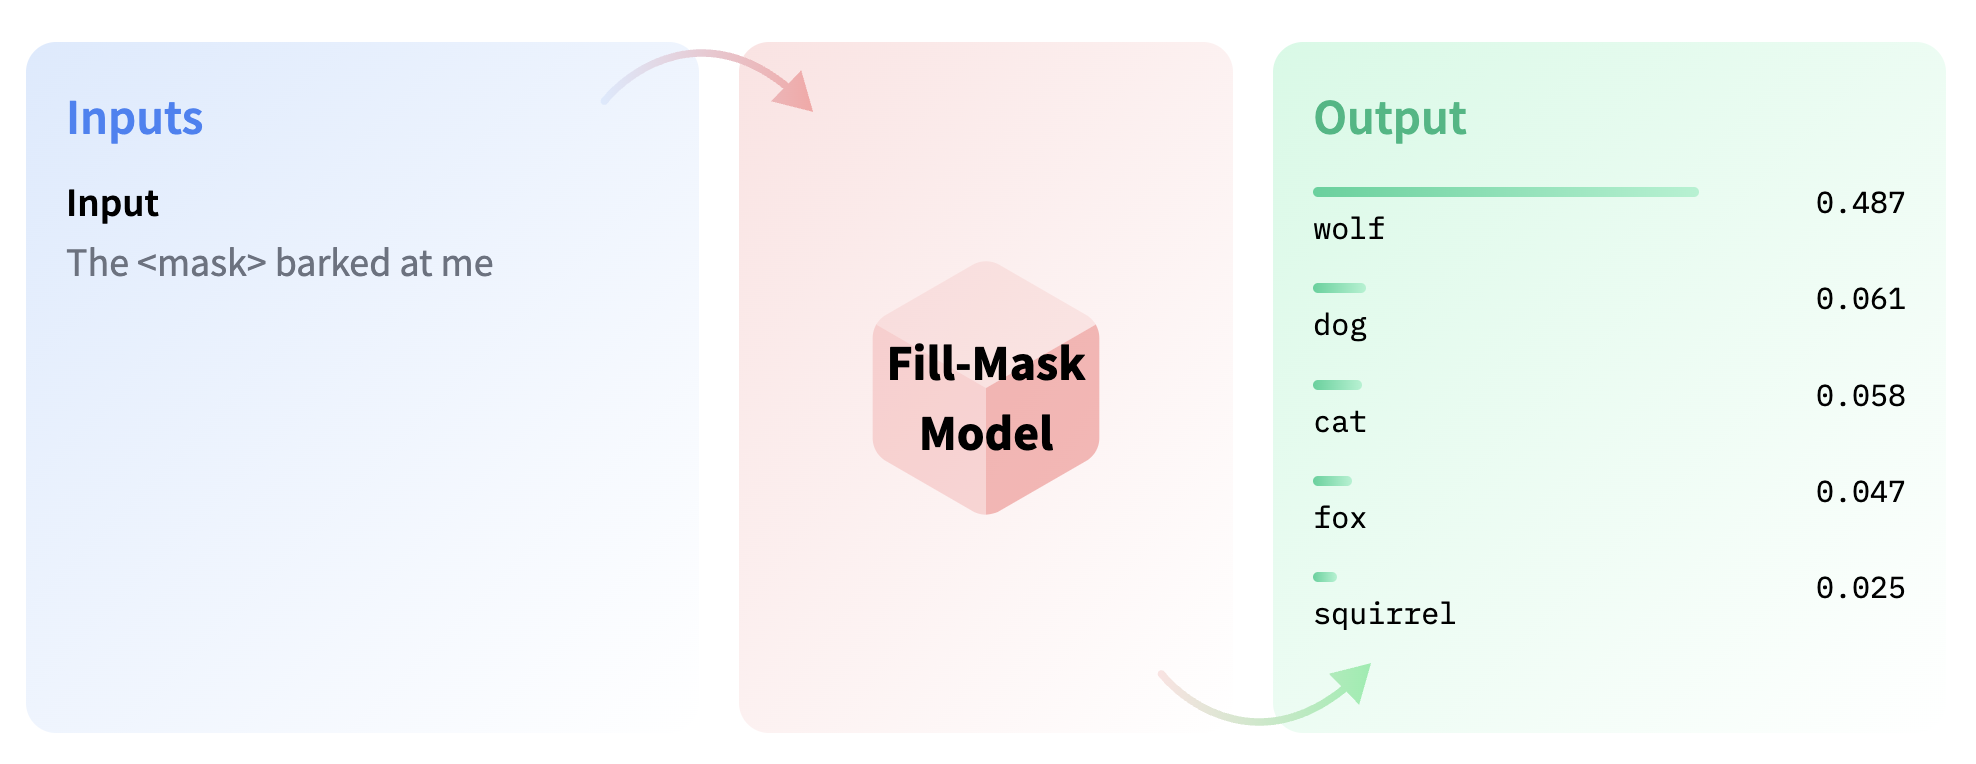 Inputs
Input
The <mask> barked at me
Fill-Mask
Model
Output
wolf 0.487
dog 0.061
cat 0.058
fox 0.047
squirrel 0.025